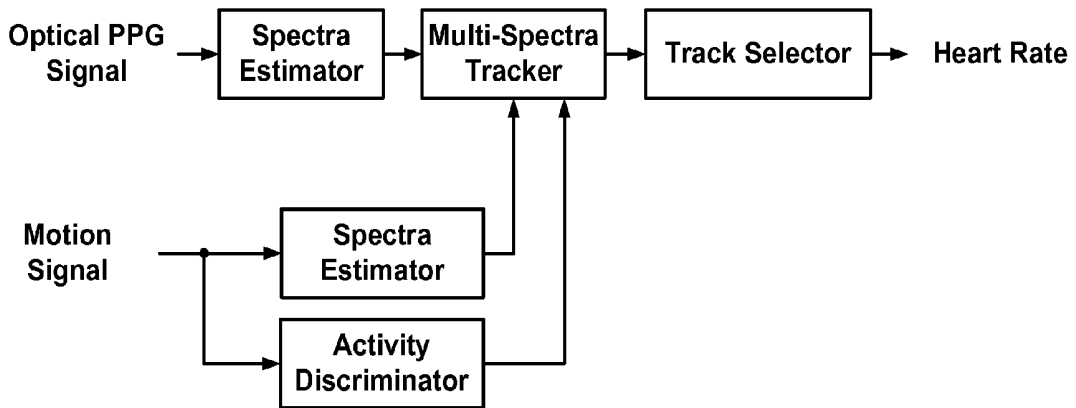 Optical PPG
Signal
Spectra
Estimator
Multi-Spectra
Tracker
Track Selector
Heart Rate
Motion
Signal
Spectra
Estimator
Activity
Discriminator